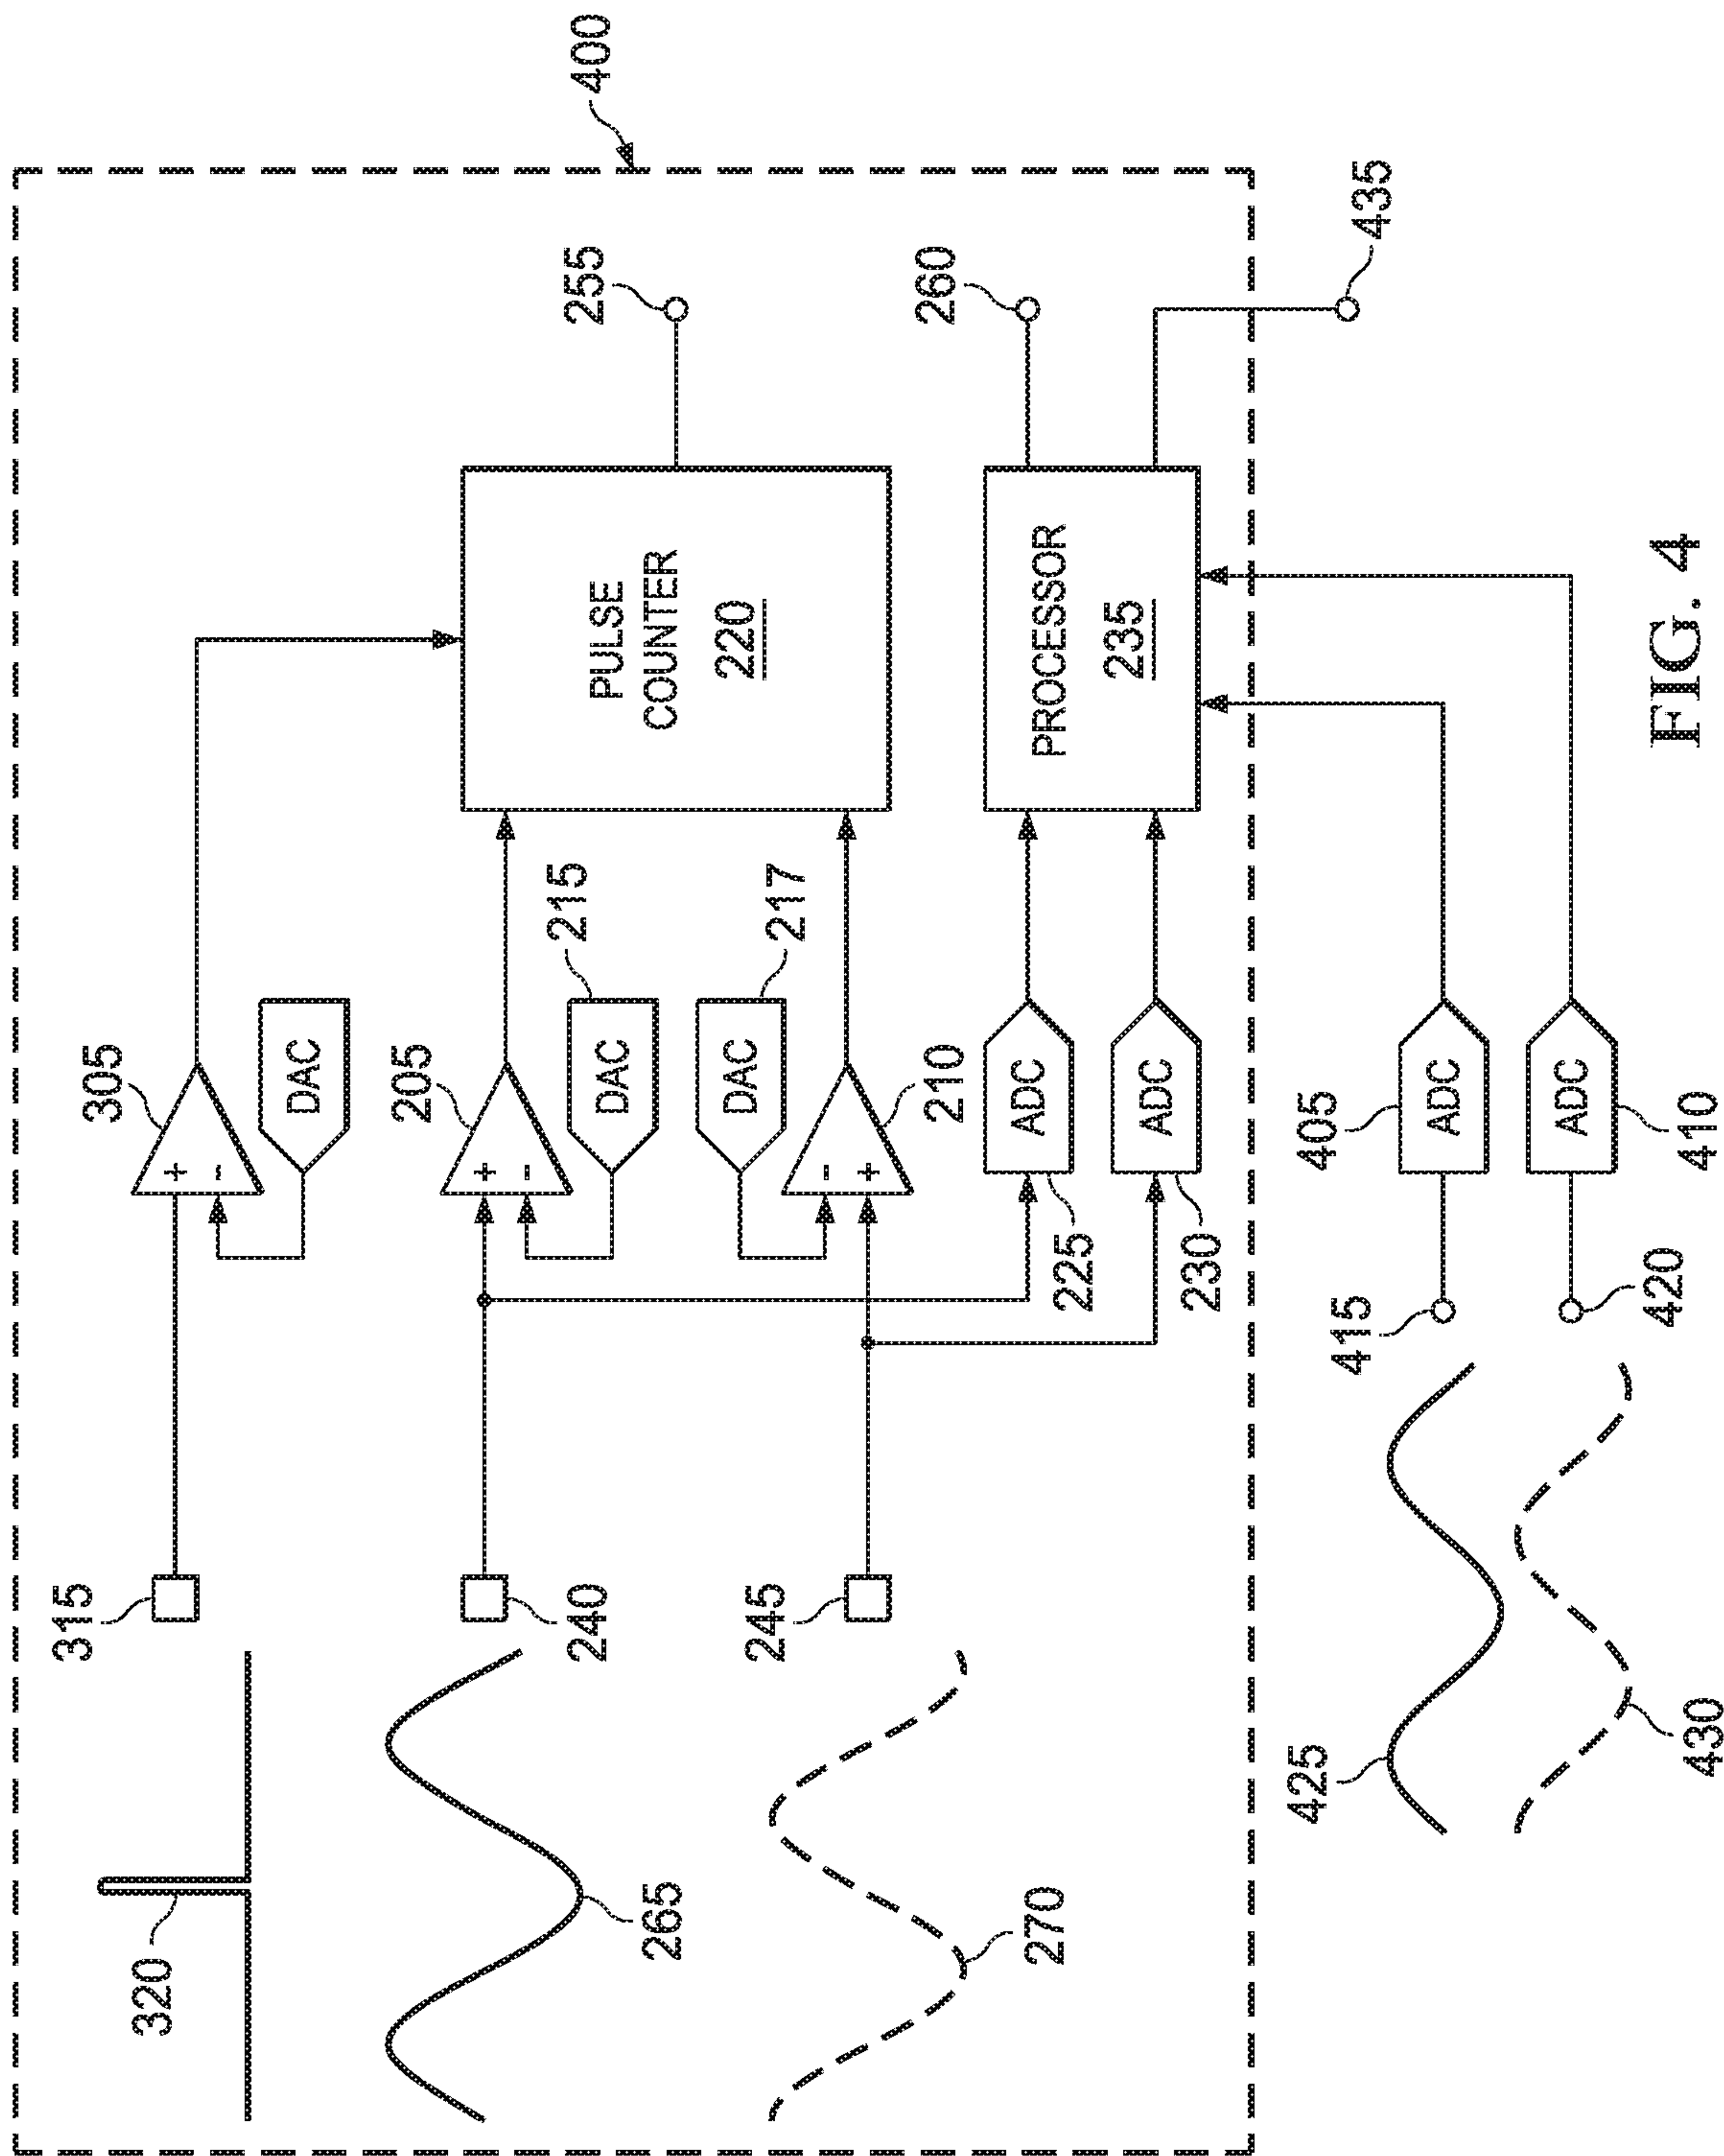 400
315
305
+
-
DAC
320
255
PULSE
COUNTER
220
240
205
+
-
DAC
215
265
DAC
217
245
-
+
210
270
260
PROCESSOR
235
ADC
225
ADC
230
435
415
405
ADC
425
420
ADC
410
430
FIG. 4